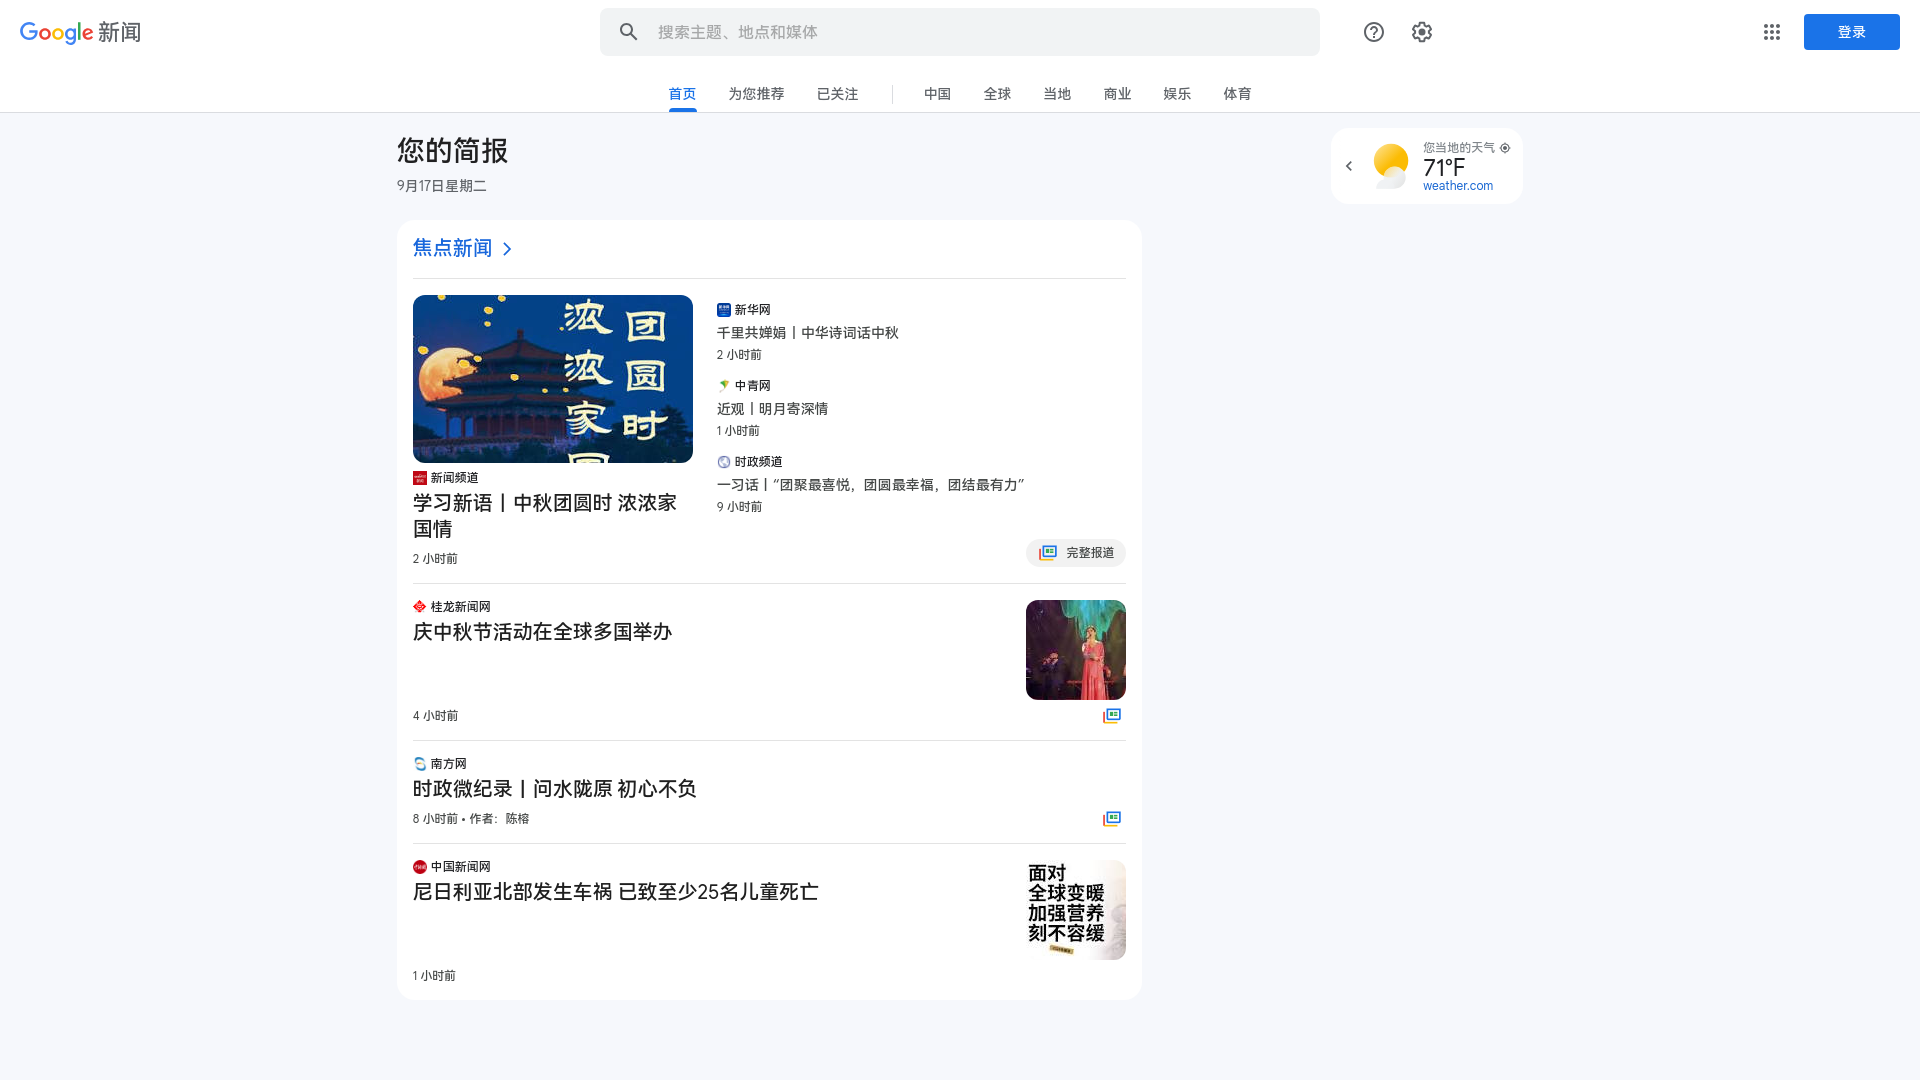 Google 新闻
搜索主题、地点和媒体
登录
首页
为您推荐
已关注
中国
全球
当地
商业
娱乐
体育
您的简报
9月17日星期二
您当地的天气
71°F
weather.com
焦点新闻
浓浓家国
团圆时
新闻频道
学习新语丨中秋团圆时 浓浓家
国情
2 小时前
新华网
千里共婵娟丨中华诗词话中秋
2 小时前
中青网
近观丨明月寄深情
1 小时前
时政频道
一习话丨“团聚最喜悦，团圆最幸福，团结最有力”
9 小时前
完整报道
桂龙新闻网
庆中秋节活动在全球多国举办
4 小时前
南方网
时政微纪录丨问水陇原 初心不负
8 小时前 • 作者：陈榕
中国新闻网
尼日利亚北部发生车祸 已致至少25名儿童死亡
1 小时前
面对
全球变暖
加强营养
刻不容缓